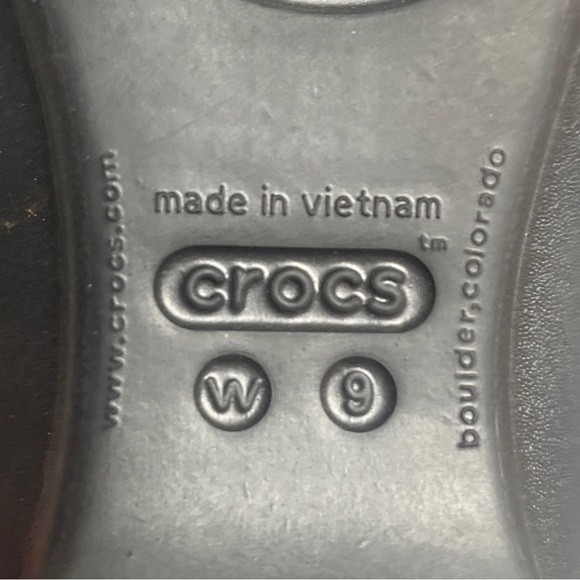 made in vietnam
tm
crocs
w
9
www.crocs.com
boulder,colorado